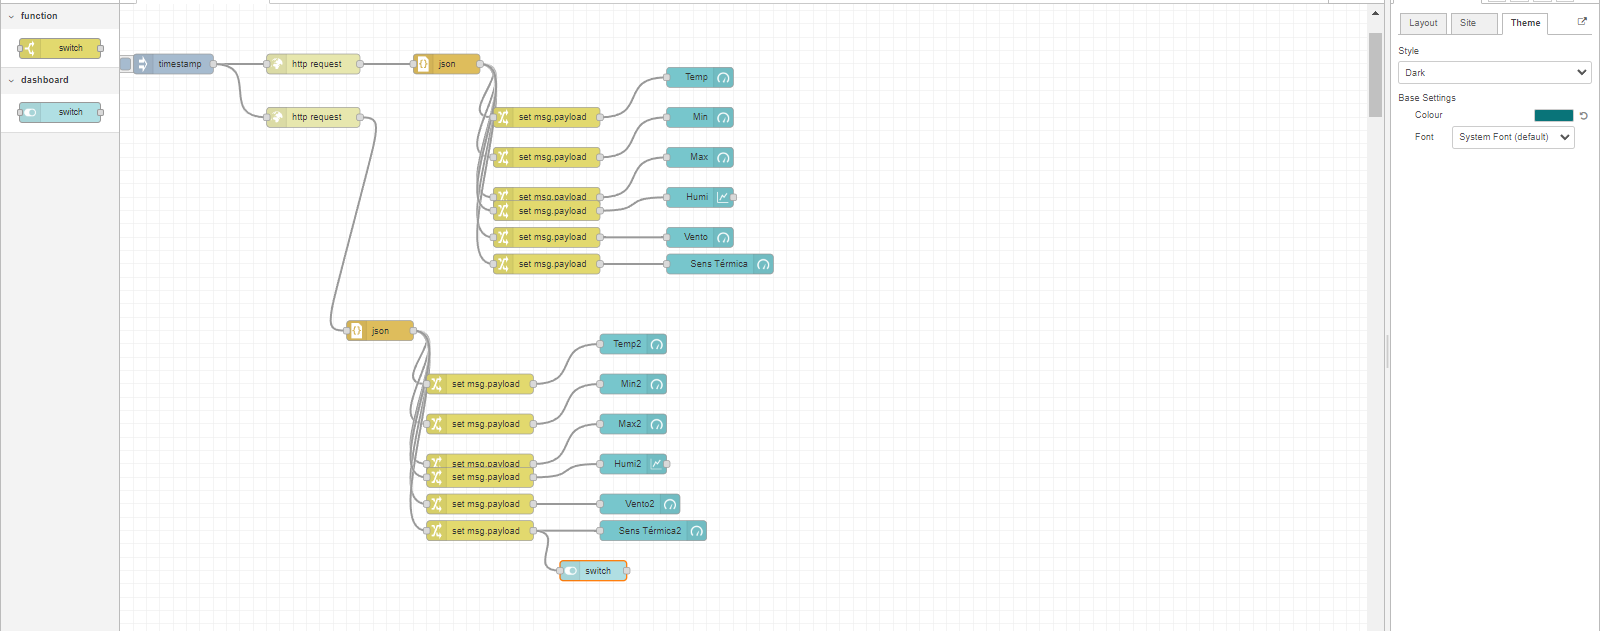 function
switch
dashboard
switch
timestamp
http request
json
http request
set msg.payload
set msg.payload
set msg.payload
set msg.payload
set msg.payload
set msg.payload
Temp
Min
Max
Humi
Vento
Sens Térmica
json
set msg.payload
set msg.payload
set msg.payload
set msg.payload
set msg.payload
set msg.payload
Temp2
Min2
Max2
Humi2
Vento2
Sens Térmica2
switch
Layout
Site
Theme
Style
Dark
Base Settings
Colour
Font
System Font (default)